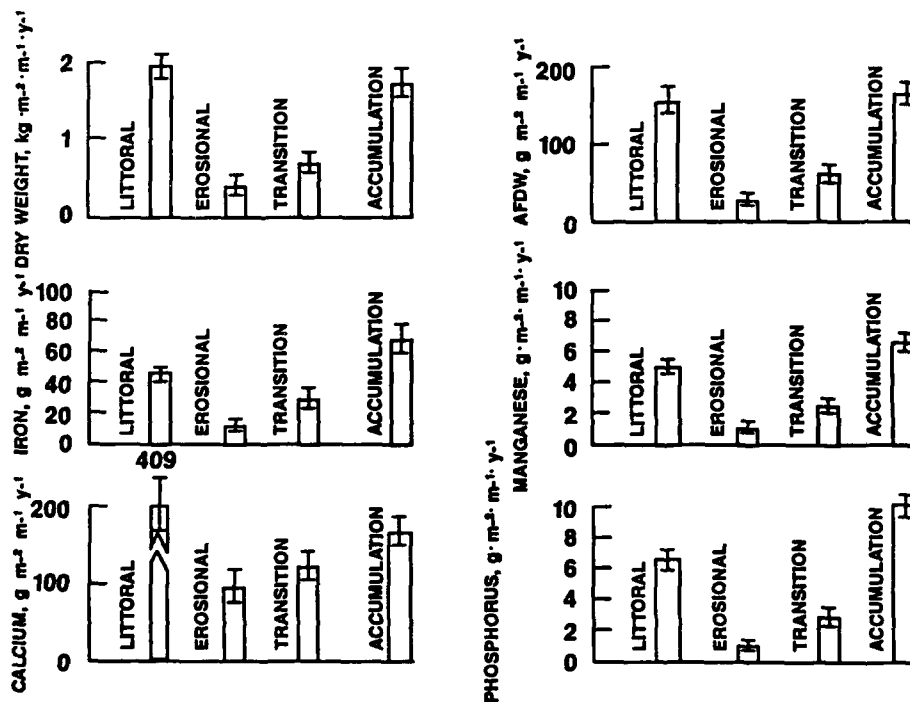 DRY WEIGHT, kg·m⁻²·m⁻¹·y⁻¹
2
1
0
LITTORAL
EROSIONAL
TRANSITION
ACCUMULATION
AFDW, g m⁻² m⁻¹ y⁻¹
200
100
0
LITTORAL
EROSIONAL
TRANSITION
ACCUMULATION
IRON, g m⁻² m⁻¹ y⁻¹
100
80
60
40
20
0
LITTORAL
EROSIONAL
TRANSITION
ACCUMULATION
MANGANESE, g·m⁻²·m⁻¹·y⁻¹
10
8
6
4
2
0
LITTORAL
EROSIONAL
TRANSITION
ACCUMULATION
CALCIUM, g m⁻² m⁻¹ y⁻¹
409
200
100
0
LITTORAL
EROSIONAL
TRANSITION
ACCUMULATION
PHOSPHORUS, g·m⁻²·m⁻¹·y⁻¹
10
8
6
4
2
0
LITTORAL
EROSIONAL
TRANSITION
ACCUMULATION